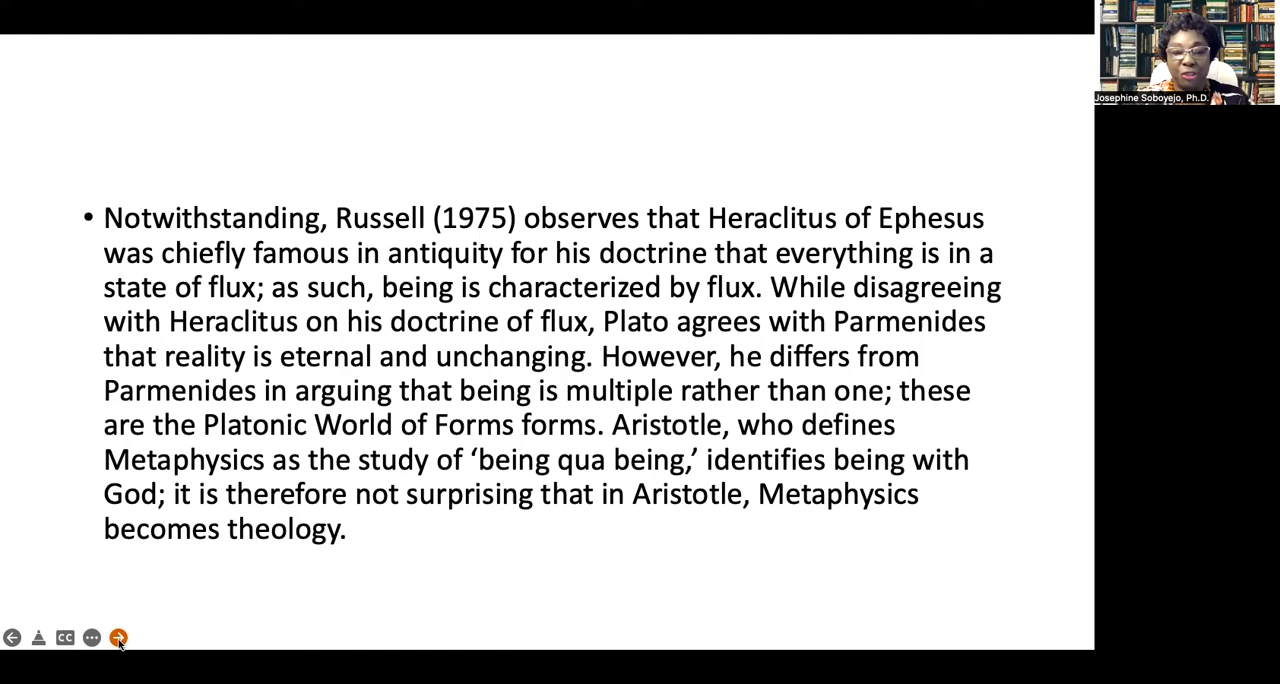 Josephine Soboyejo, Ph.D.
• Notwithstanding, Russell (1975) observes that Heraclitus of Ephesus
was chiefly famous in antiquity for his doctrine that everything is in a
state of flux; as such, being is characterized by flux. While disagreeing
with Heraclitus on his doctrine of flux, Plato agrees with Parmenides
that reality is eternal and unchanging. However, he differs from
Parmenides in arguing that being is multiple rather than one; these
are the Platonic World of Forms forms. Aristotle, who defines
Metaphysics as the study of ‘being qua being,’ identifies being with
God; it is therefore not surprising that in Aristotle, Metaphysics
becomes theology.
CC